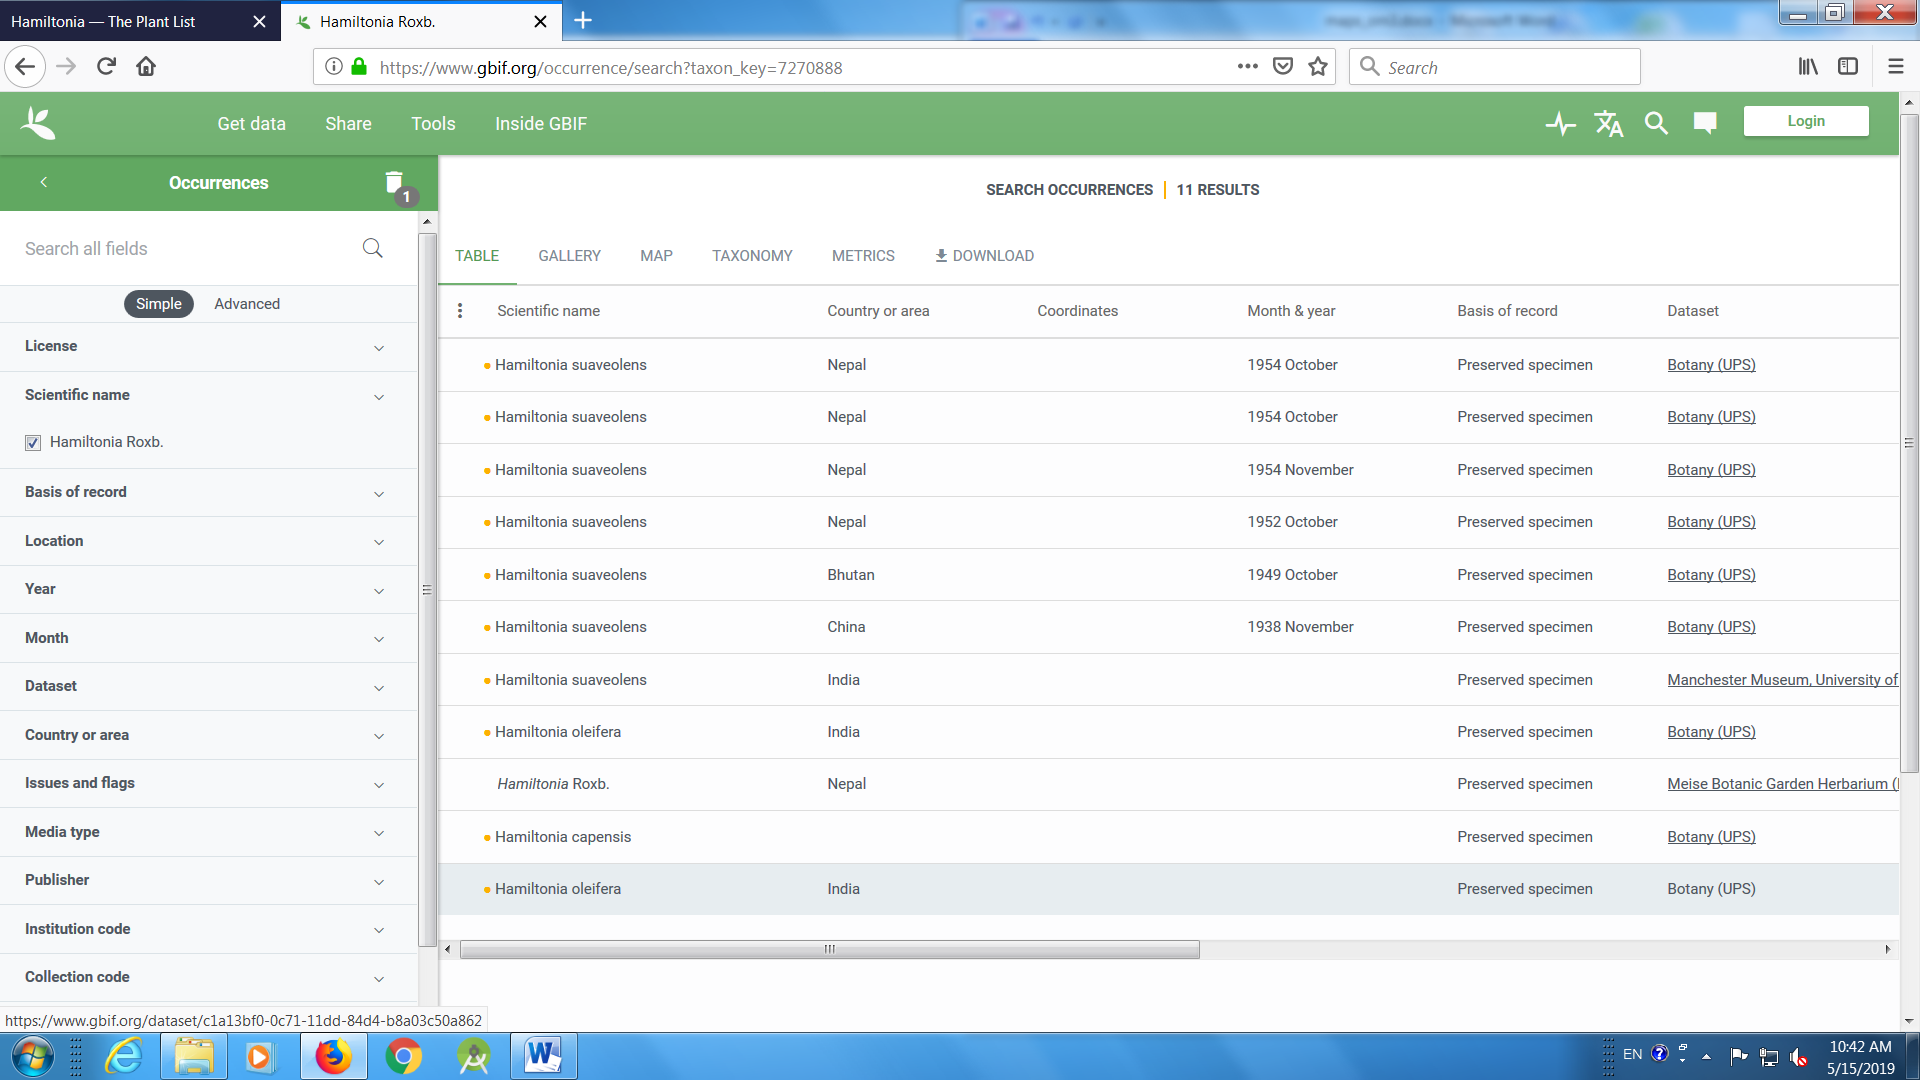 Hamiltonia — The Plant List
Hamiltonia Roxb.
https://www.gbif.org/occurrence/search?taxon_key=7270888
Search
Get data Share Tools Inside GBIF
Login
Occurrences
1
Search all fields
Simple Advanced
License
Scientific name
Hamiltonia Roxb.
Basis of record
Location
Year
Month
Dataset
Country or area
Issues and flags
Media type
Publisher
Institution code
Collection code
SEARCH OCCURRENCES | 11 RESULTS
TABLE GALLERY MAP TAXONOMY METRICS DOWNLOAD
Scientific name Country or area Coordinates Month & year Basis of record Dataset
Hamiltonia suaveolens Nepal 1954 October Preserved specimen Botany (UPS)
Hamiltonia suaveolens Nepal 1954 October Preserved specimen Botany (UPS)
Hamiltonia suaveolens Nepal 1954 November Preserved specimen Botany (UPS)
Hamiltonia suaveolens Nepal 1952 October Preserved specimen Botany (UPS)
Hamiltonia suaveolens Bhutan 1949 October Preserved specimen Botany (UPS)
Hamiltonia suaveolens China 1938 November Preserved specimen Botany (UPS)
Hamiltonia suaveolens India Preserved specimen Manchester Museum, University of
Hamiltonia oleifera India Preserved specimen Botany (UPS)
Hamiltonia Roxb. Nepal Preserved specimen Meise Botanic Garden Herbarium (
Hamiltonia capensis Preserved specimen Botany (UPS)
Hamiltonia oleifera India Preserved specimen Botany (UPS)
https://www.gbif.org/dataset/c1a13bf0-0c71-11dd-84d4-b8a03c50a862
EN
10:42 AM
5/15/2019